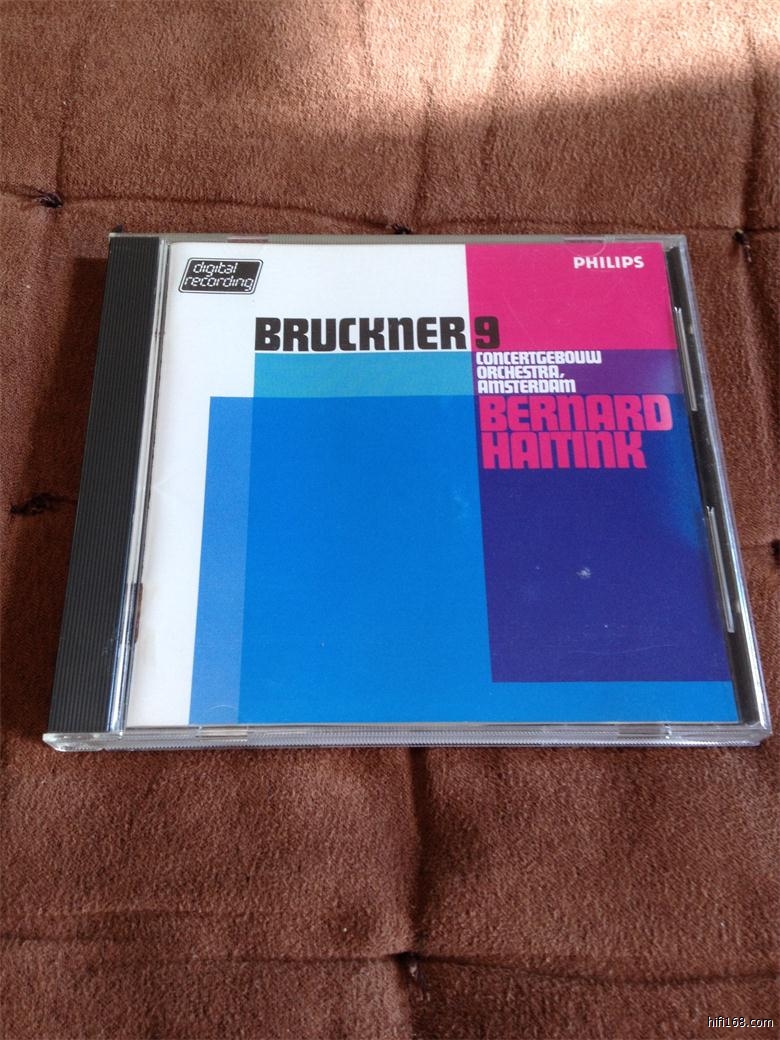 digital
recording
PHILIPS
BRUCKNER 9
CONCERTGEBOUW
ORCHESTRA,
AMSTERDAM
BERNARD
HAITINK
hifi168.com